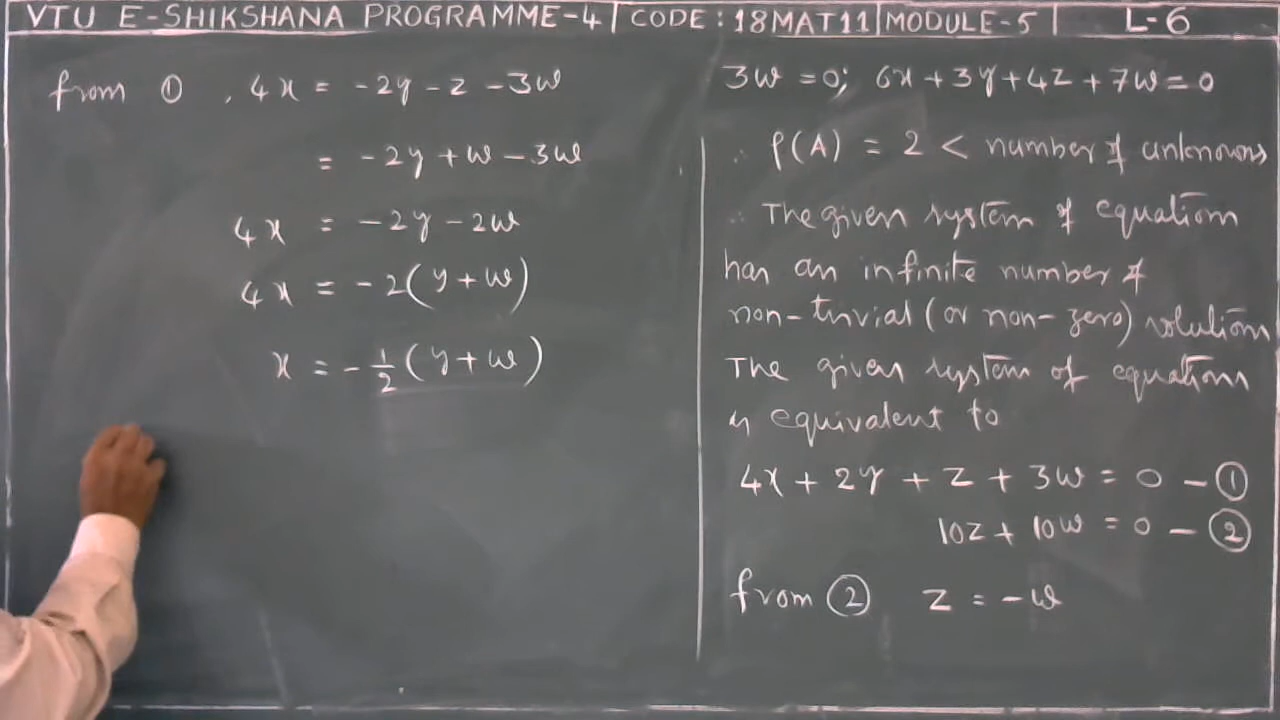 VTU E-SHIKSHANA PROGRAMME-4 | CODE : 18MAT11 | MODULE-5 | L-6
from ①, 4x = -2y - z - 3w
= -2y + w - 3w
4x = -2y - 2w
4x = -2(y + w)
x = -1/2 (y + w)
3w = 0; 6x + 3y + 4z + 7w = 0
∴ ρ(A) = 2 < number of unknowns
∴ The given system of equations
has an infinite number of
non-trivial (or non-zero) solutions
The given system of equations
is equivalent to
4x + 2y + z + 3w = 0 - ①
10z + 10w = 0 - ②
from ② z = -w